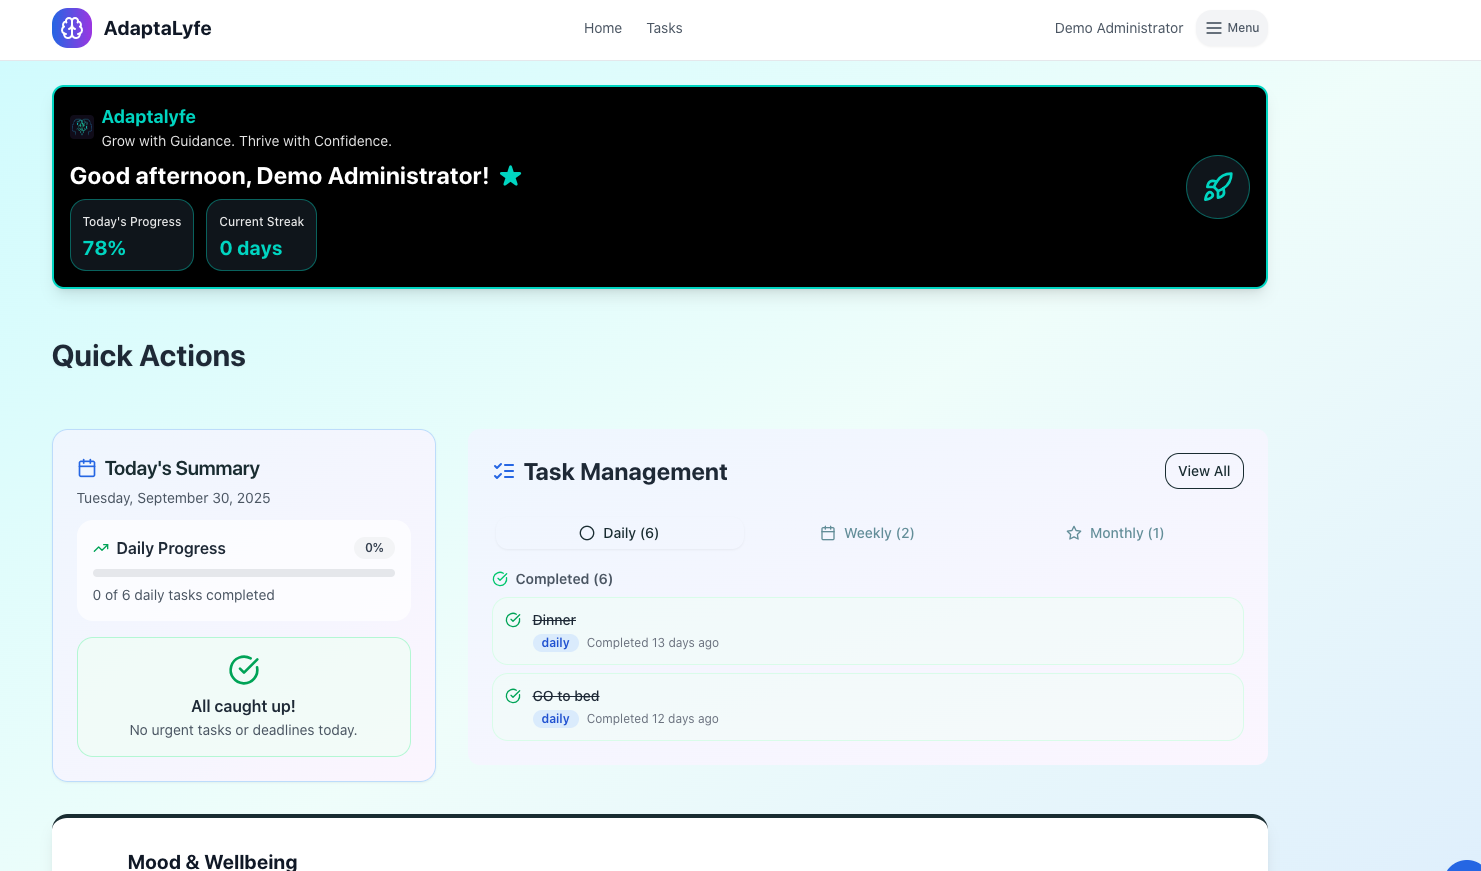 AdaptaLyfe
Home
Tasks
Demo Administrator
Menu
Adaptalyfe
Grow with Guidance. Thrive with Confidence.
Good afternoon, Demo Administrator!
Today's Progress
78%
Current Streak
0 days
Quick Actions
Today's Summary
Tuesday, September 30, 2025
Daily Progress
0%
0 of 6 daily tasks completed
All caught up!
No urgent tasks or deadlines today.
Task Management
View All
Daily (6)
Weekly (2)
Monthly (1)
Completed (6)
Dinner
daily
Completed 13 days ago
GO to bed
daily
Completed 12 days ago
Mood & Wellbeing